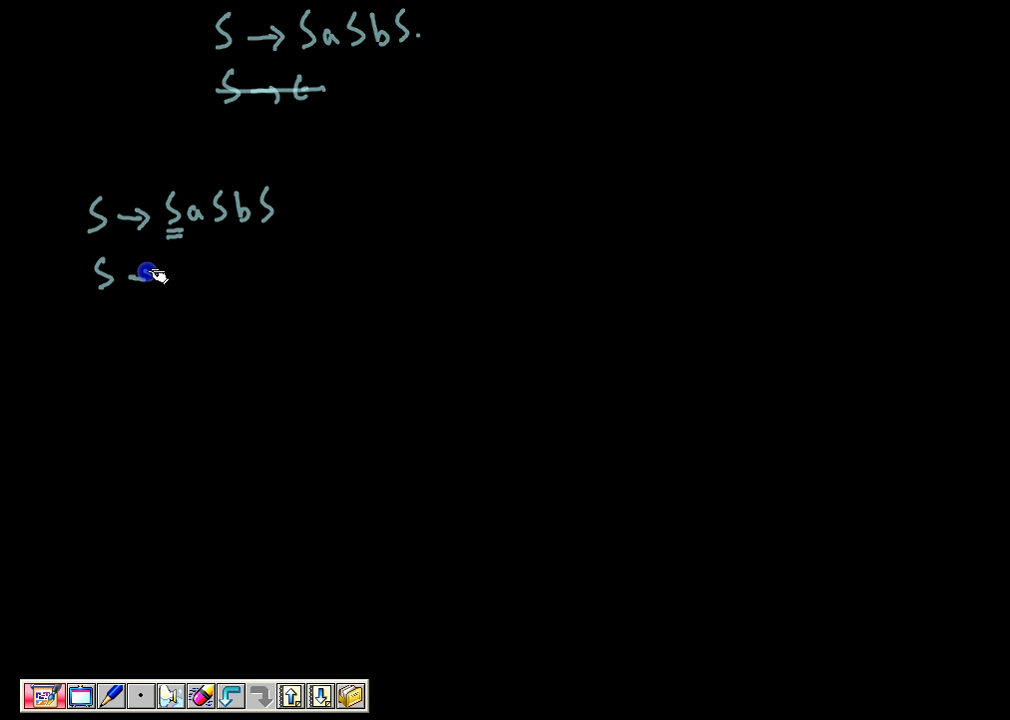 S → SaSbS.
S → ϵ
S → SaSbS
S -